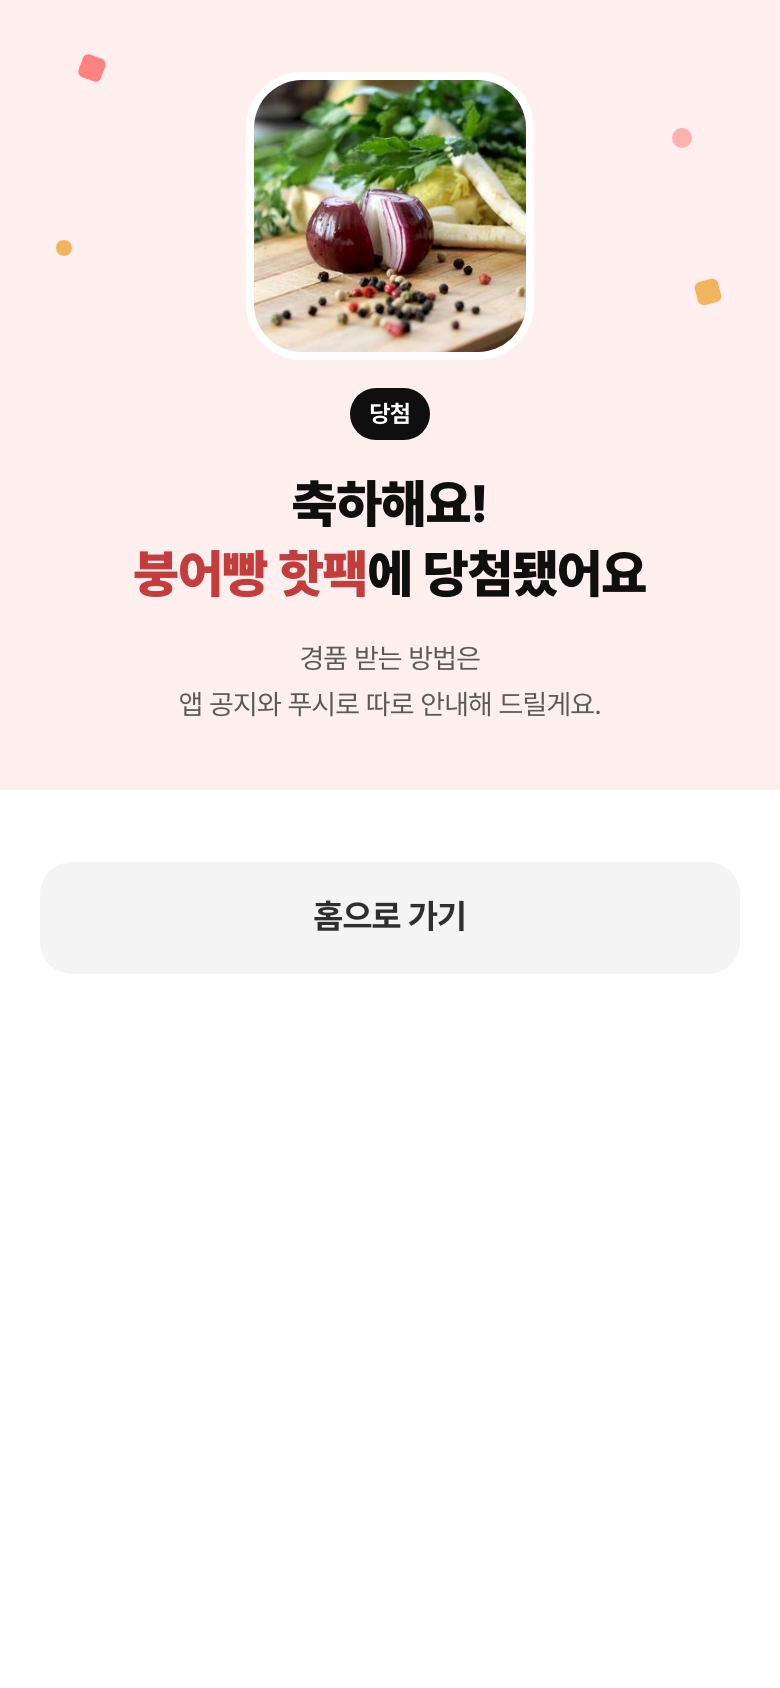 당첨
축하해요!
붕어빵 핫팩에 당첨됐어요
경품 받는 방법은
앱 공지와 푸시로 따로 안내해 드릴게요.
홈으로 가기